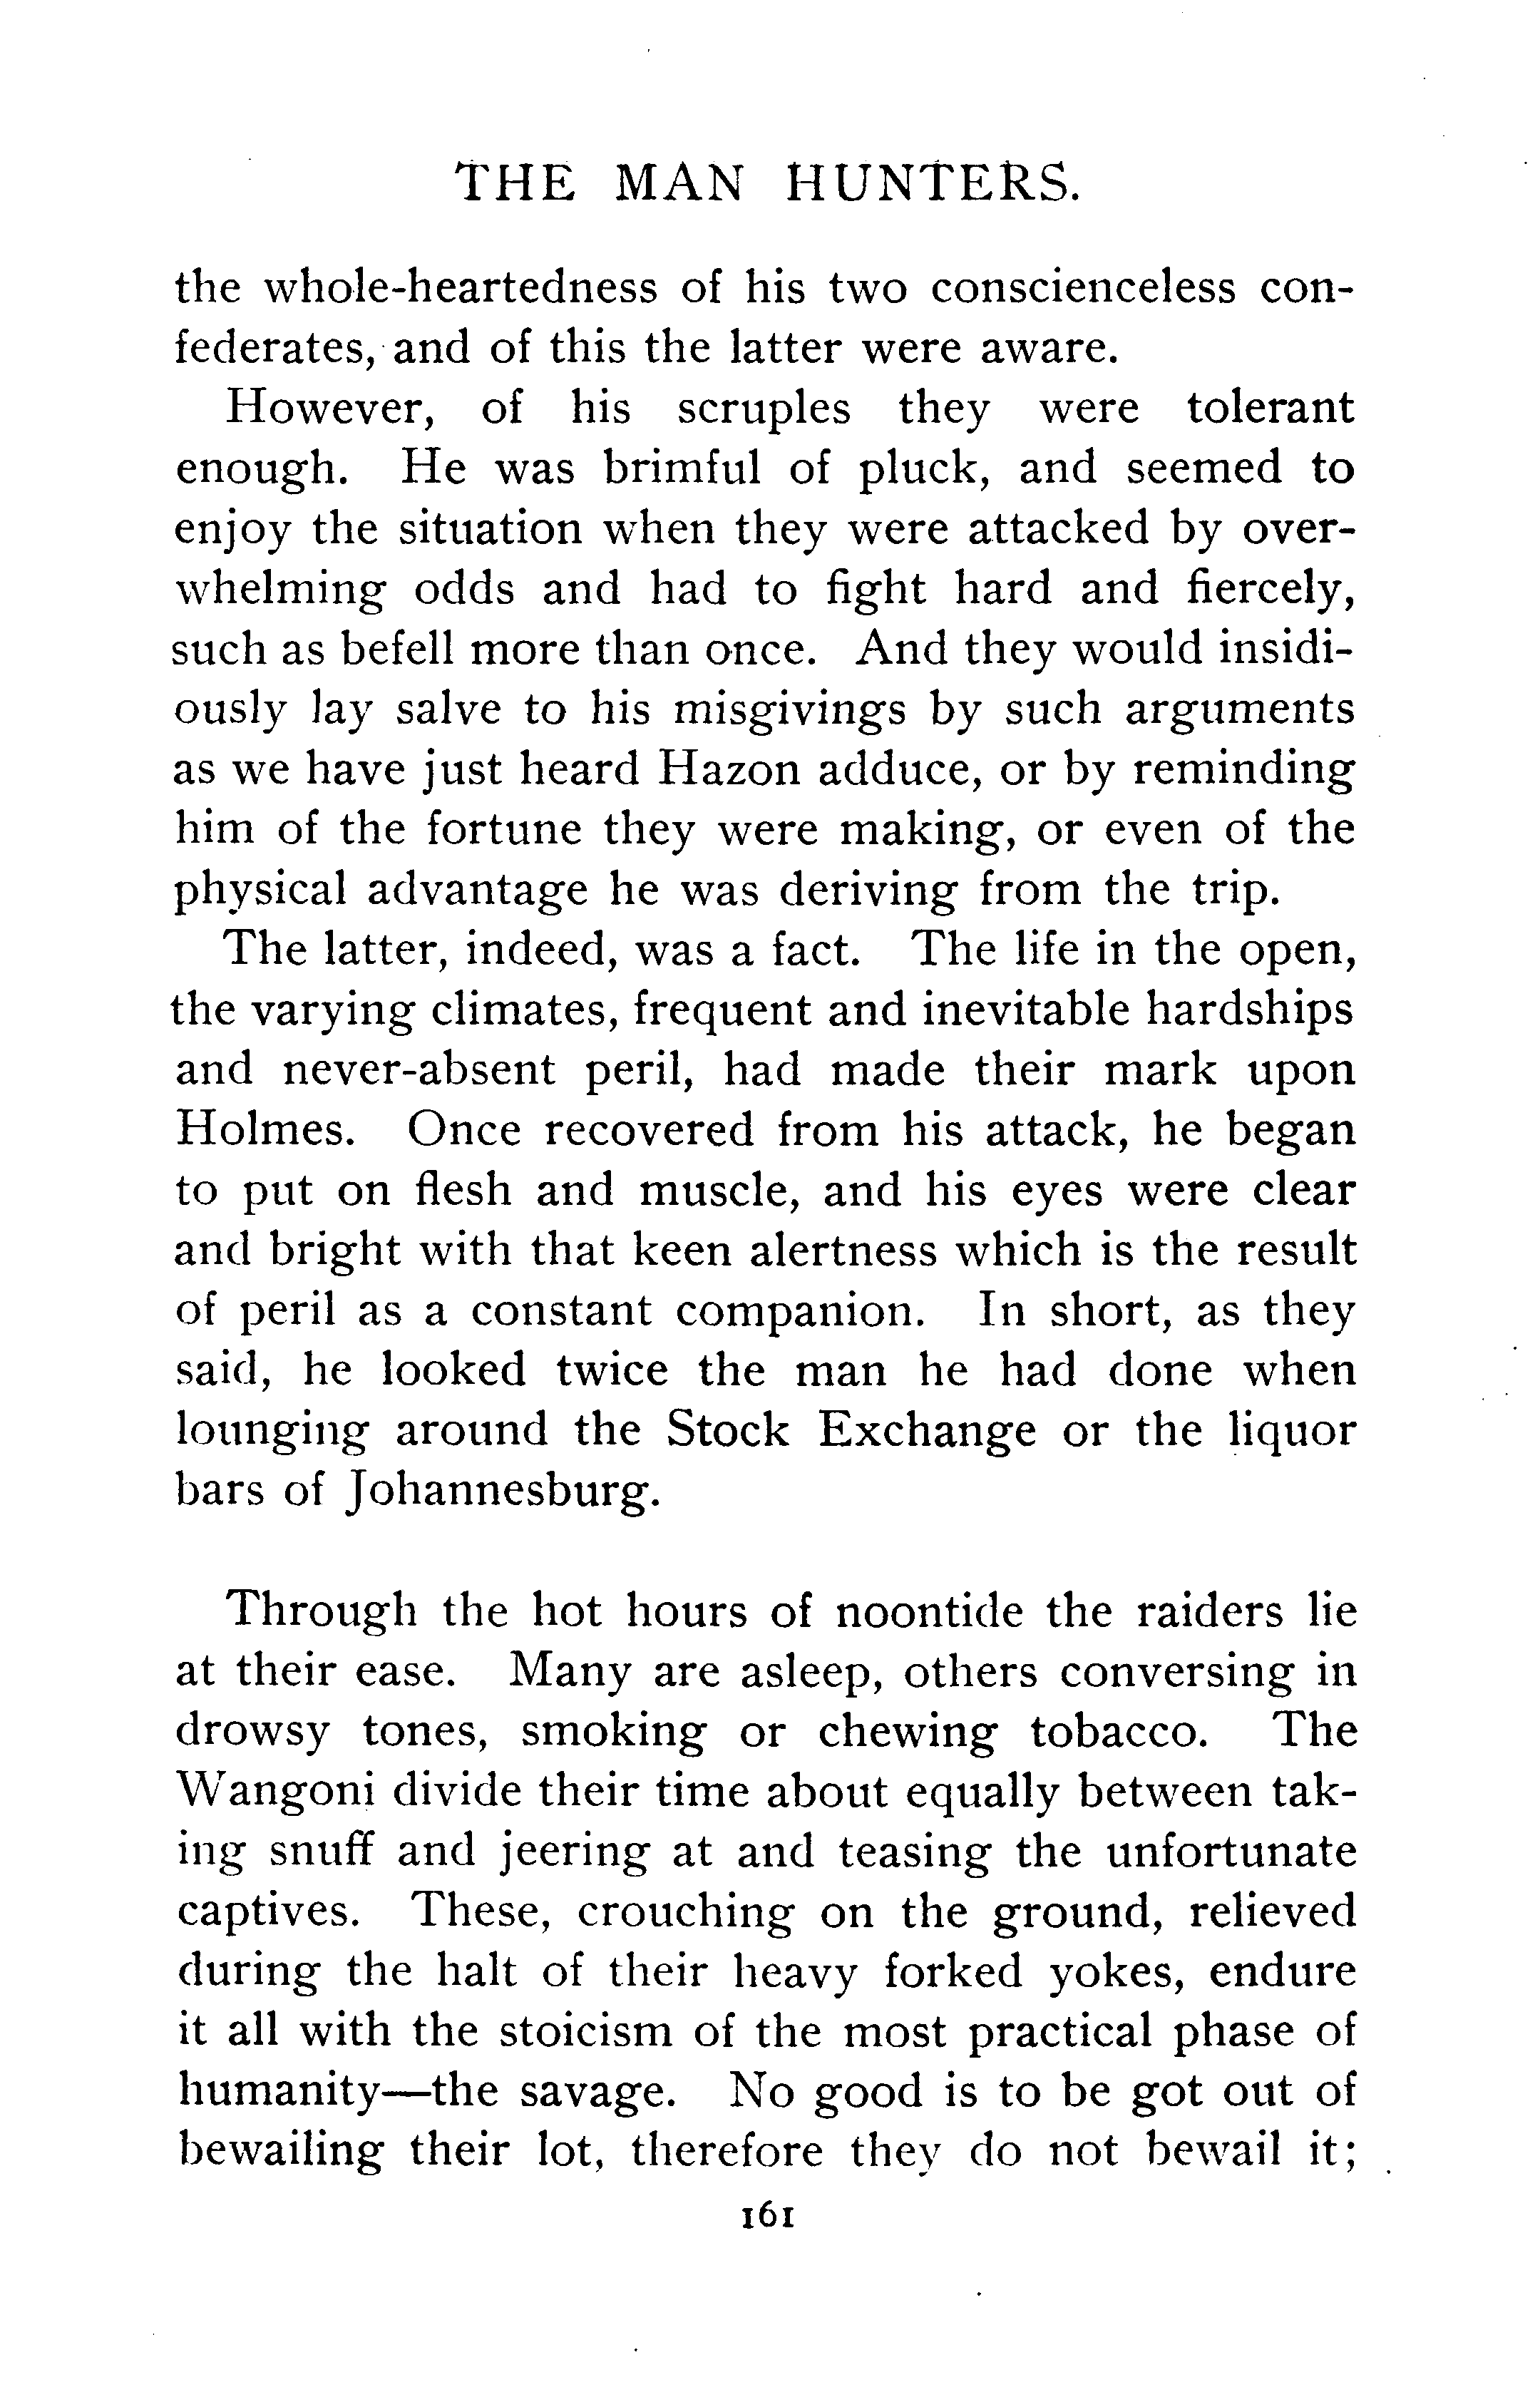 THE MAN HUNTERS.
the whole-heartedness of his two conscienceless con-
federates, and of this the latter were aware.
However, of his scruples they were tolerant
enough. He was brimful of pluck, and seemed to
enjoy the situation when they were attacked by over-
whelming odds and had to fight hard and fiercely,
such as befell more than once. And they would insidi-
ously lay salve to his misgivings by such arguments
as we have just heard Hazon adduce, or by reminding
him of the fortune they were making, or even of the
physical advantage he was deriving from the trip.
The latter, indeed, was a fact. The life in the open,
the varying climates, frequent and inevitable hardships
and never-absent peril, had made their mark upon
Holmes. Once recovered from his attack, he began
to put on flesh and muscle, and his eyes were clear
and bright with that keen alertness which is the result
of peril as a constant companion. In short, as they
said, he looked twice the man he had done when
lounging around the Stock Exchange or the liquor
bars of Johannesburg.
Through the hot hours of noontide the raiders lie
at their ease. Many are asleep, others conversing in
drowsy tones, smoking or chewing tobacco. The
Wangoni divide their time about equally between tak-
ing snuff and jeering at and teasing the unfortunate
captives. These, crouching on the ground, relieved
during the halt of their heavy forked yokes, endure
it all with the stoicism of the most practical phase of
humanity—the savage. No good is to be got out of
bewailing their lot, therefore they do not bewail it;
161